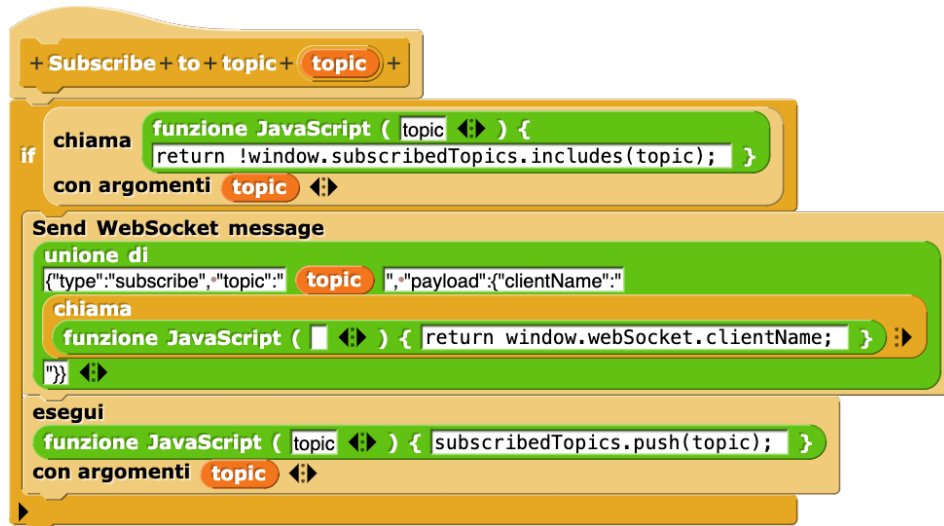 + Subscribe + to + topic + topic +
funzione JavaScript ( topic ) {
if chiama return !window.subscribedTopics.includes(topic); }
con argomenti topic
Send WebSocket message
unione di
{"type":"subscribe", "topic":" topic ", "payload":{"clientName":"
chiama
funzione JavaScript ( ) { return window.webSocket.clientName; }
"}}
esegui
funzione JavaScript ( topic ) { subscribedTopics.push(topic); }
con argomenti topic